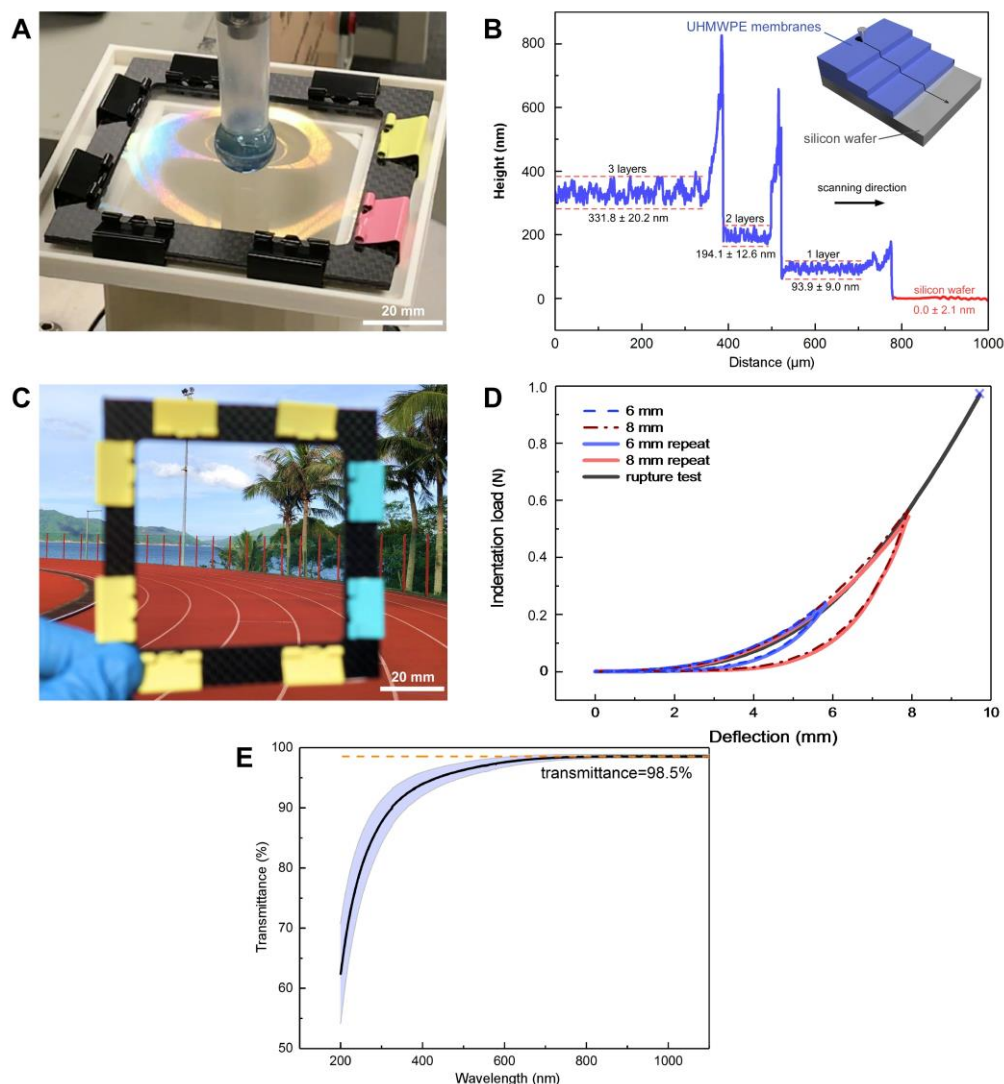 A
20 mm
B
Height (nm)
800
600
400
200
0
UHMWPE membranes
silicon wafer
3 layers
331.8 ± 20.2 nm
2 layers
194.1 ± 12.6 nm
scanning direction
1 layer
93.9 ± 9.0 nm
silicon wafer
0.0 ± 2.1 nm
0
200
400
600
800
1000
Distance (µm)
C
20 mm
D
Indentation load (N)
1.0
0.8
0.6
0.4
0.2
0
6 mm
8 mm
6 mm repeat
8 mm repeat
rupture test
0
2
4
6
8
10
Deflection (mm)
E
Transmittance (%)
100
90
80
70
60
50
transmittance=98.5%
200
400
600
800
1000
Wavelength (nm)